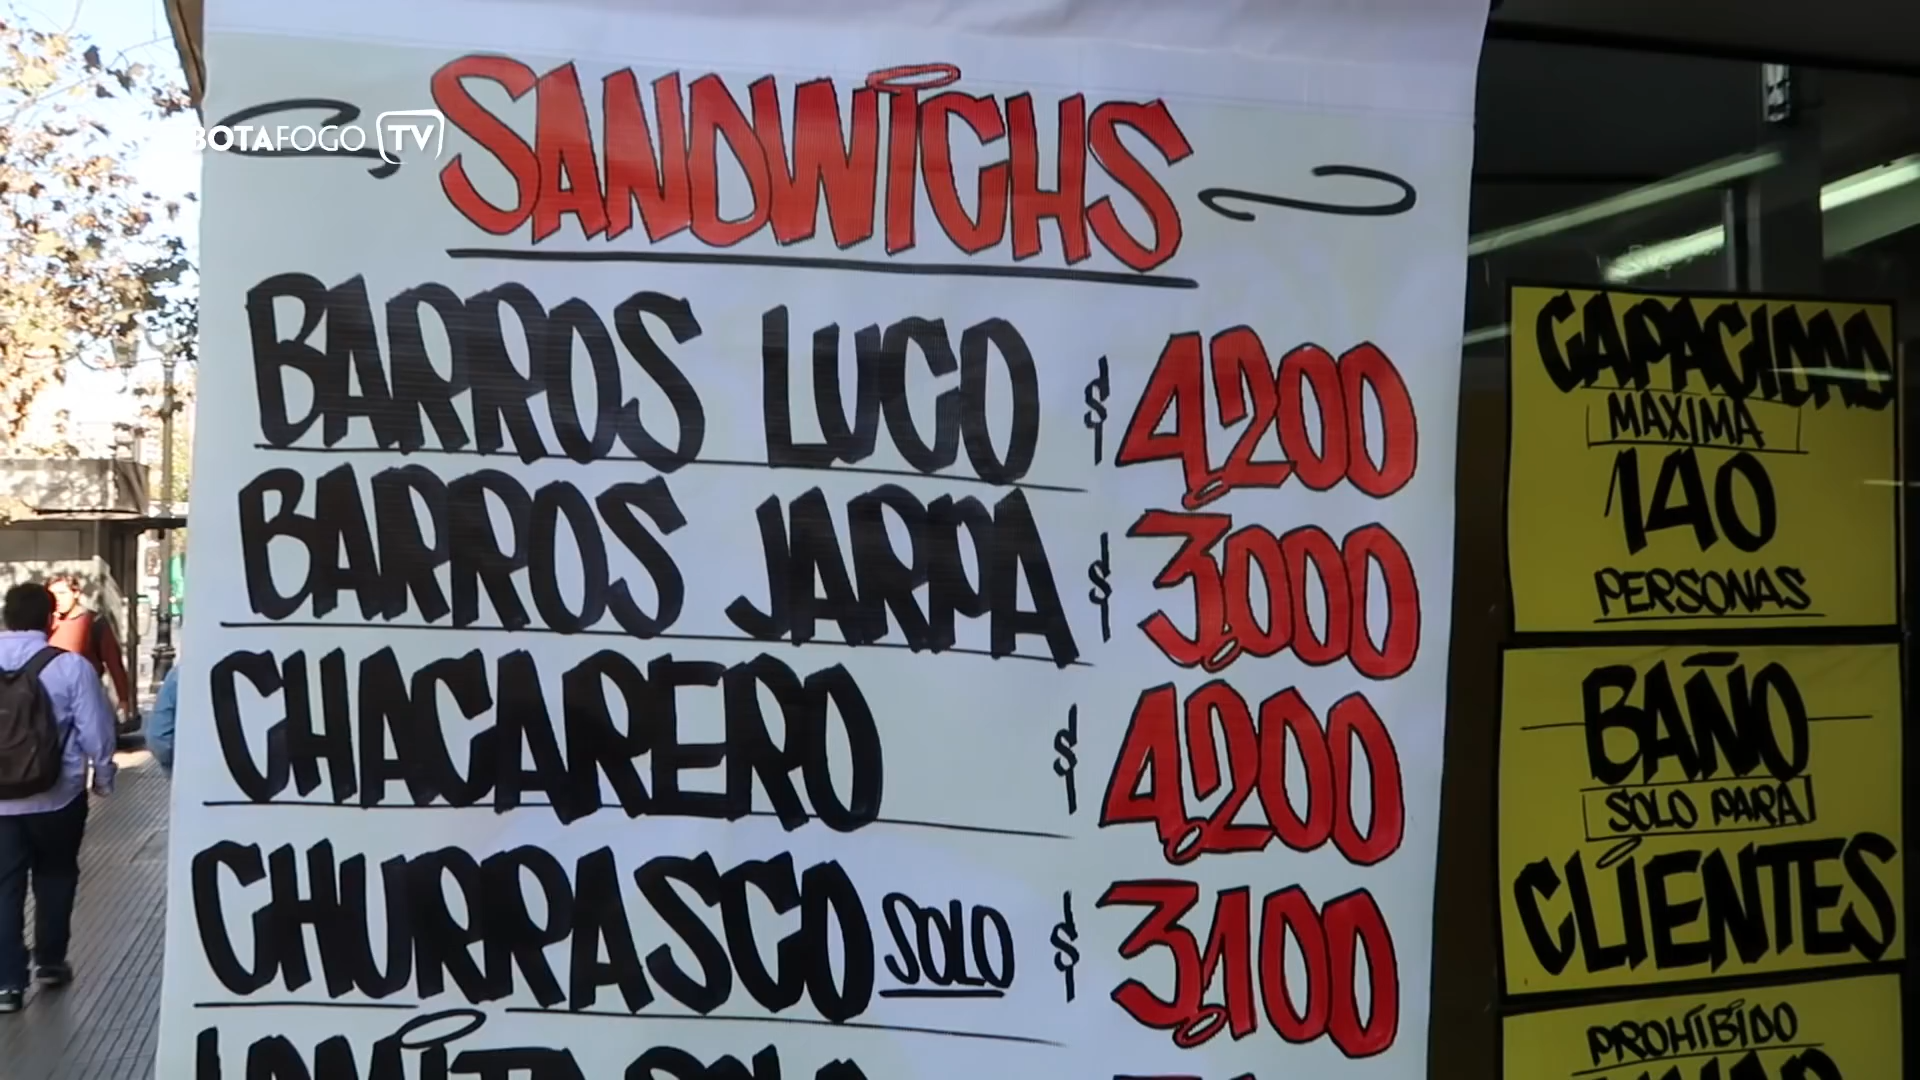 BOTAFOGO TV
SANDWICHS
BARROS LUCO $ 4.200
BARROS JARPA $ 3.000
CHACARERO $ 4.200
CHURRASCO SOLO $ 3.100
CAPACIDAD
MAXIMA
140
PERSONAS
BAÑO
SOLO PARA
CLIENTES
PROHIBIDO